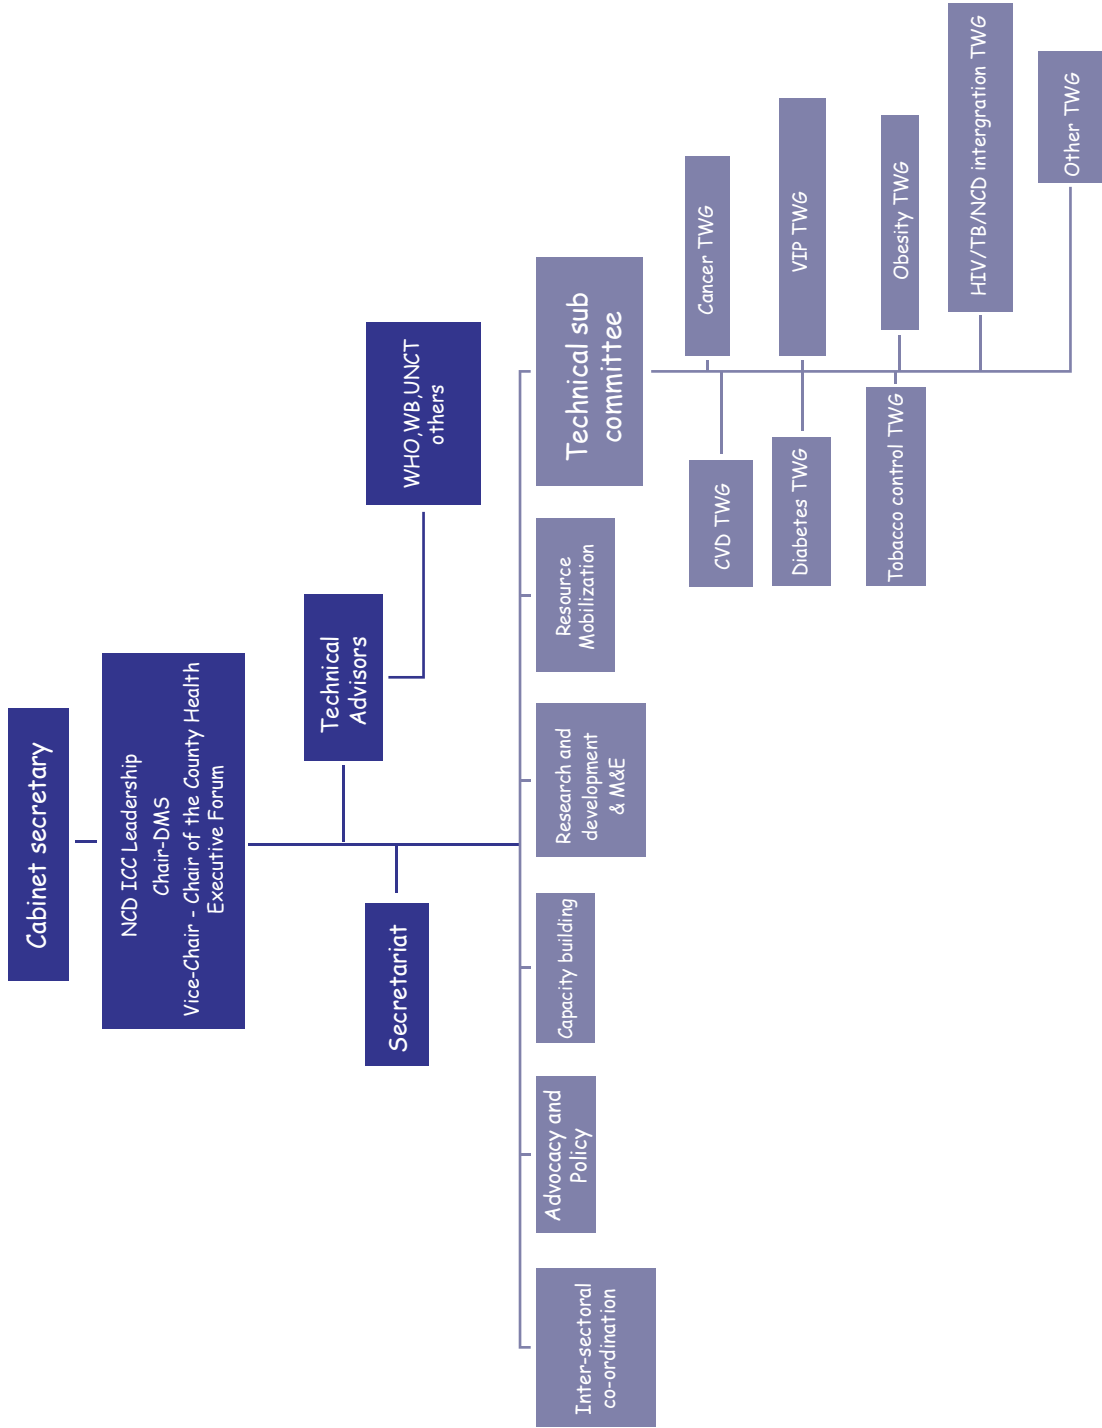 Cabinet secretary
NCD ICC Leadership
Chair-DMS
Vice-Chair - Chair of the County Health
Executive Forum
Technical
Advisors
WHO,WB,UNCT
others
Secretariat
Inter-sectoral
co-ordination
Advocacy and
Policy
Capacity building
Research and
development
& M&E
Resource
Mobilization
Technical sub
committee
CVD TWG
Cancer TWG
Diabetes TWG
VIP TWG
Tobacco control TWG
Obesity TWG
HIV/TB/NCD intergration TWG
Other TWG